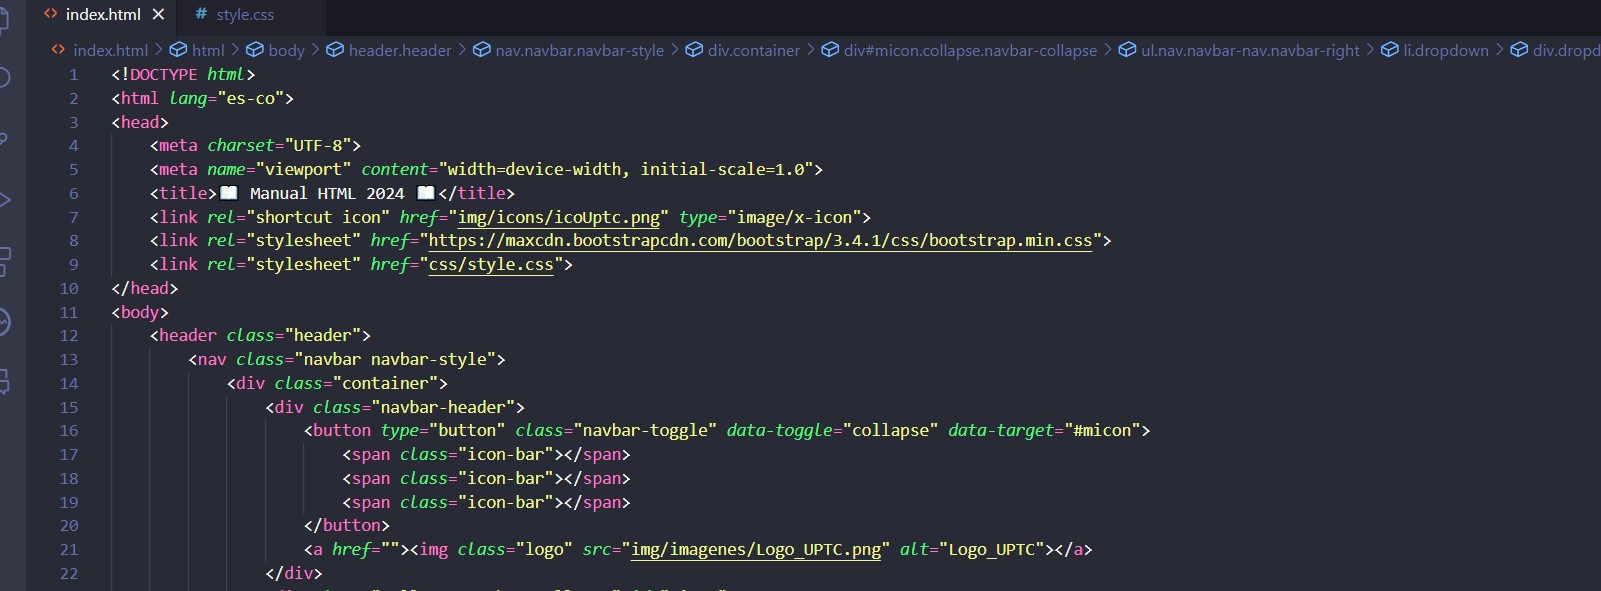 index.html
style.css
index.html > html > body > header.header > nav.navbar.navbar-style > div.container > div#micon.collapse.navbar-collapse > ul.nav.navbar-nav.navbar-right > li.dropdown > div.dropd
1 <!DOCTYPE html>
2 <html lang="es-co">
3 <head>
4 <meta charset="UTF-8">
5 <meta name="viewport" content="width=device-width, initial-scale=1.0">
6 <title>📖 Manual HTML 2024 📖</title>
7 <link rel="shortcut icon" href="img/icons/icoUptc.png" type="image/x-icon">
8 <link rel="stylesheet" href="https://maxcdn.bootstrapcdn.com/bootstrap/3.4.1/css/bootstrap.min.css">
9 <link rel="stylesheet" href="css/style.css">
10 </head>
11 <body>
12 <header class="header">
13 <nav class="navbar navbar-style">
14 <div class="container">
15 <div class="navbar-header">
16 <button type="button" class="navbar-toggle" data-toggle="collapse" data-target="#micon">
17 <span class="icon-bar"></span>
18 <span class="icon-bar"></span>
19 <span class="icon-bar"></span>
20 </button>
21 <a href=""><img class="logo" src="img/imagenes/Logo_UPTC.png" alt="Logo_UPTC"></a>
22 </div>